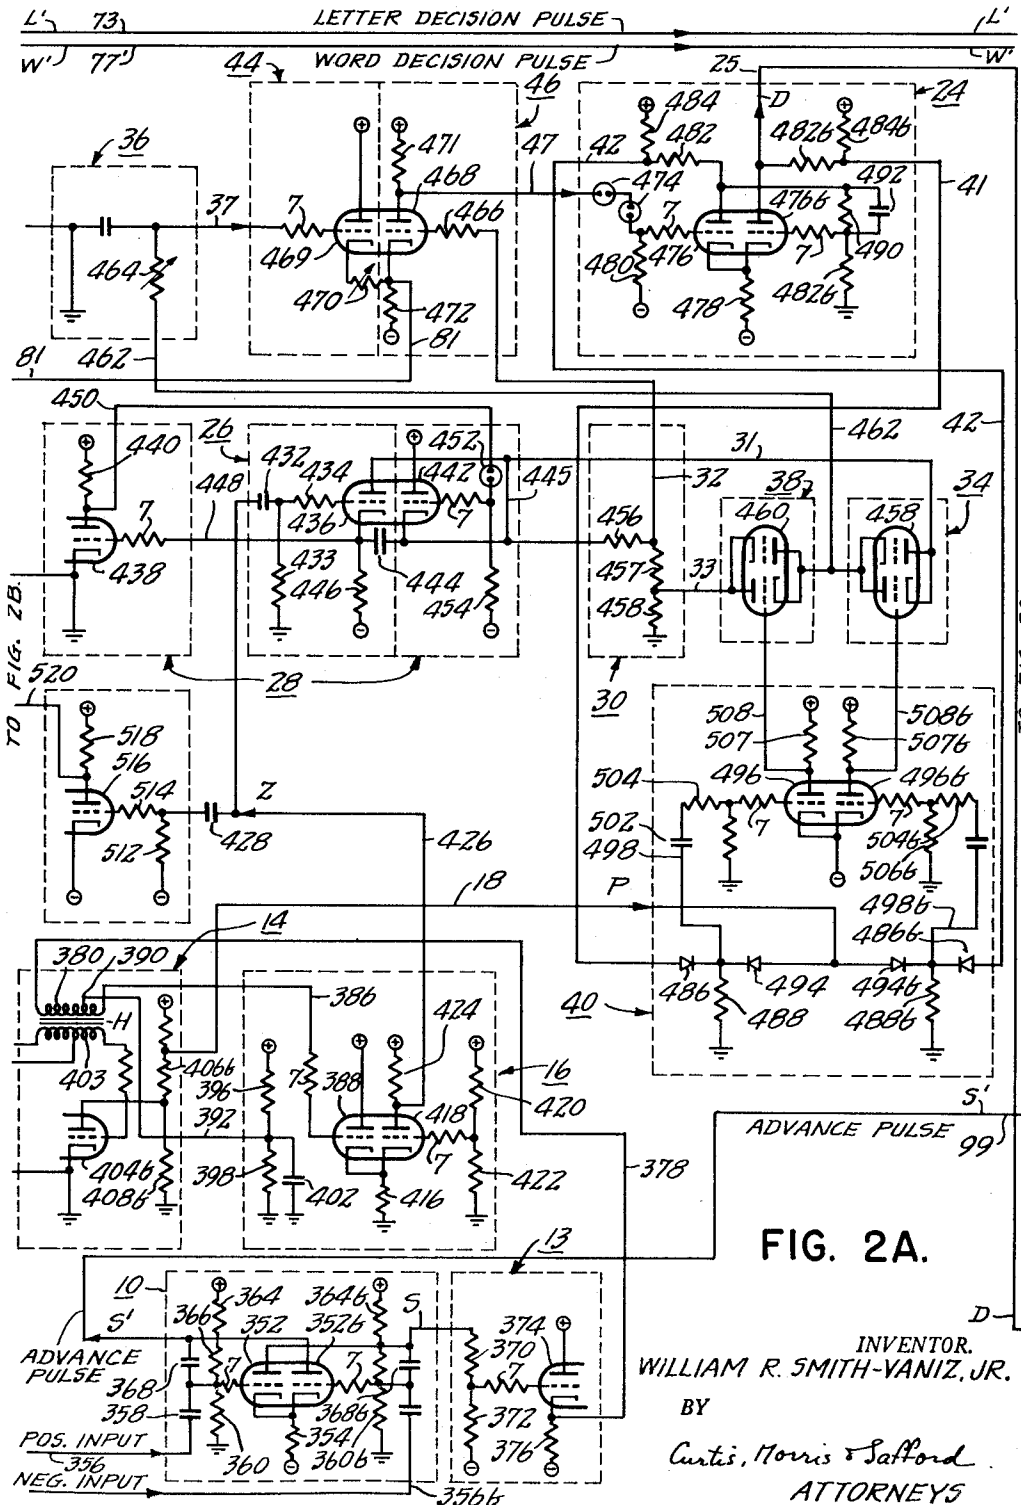 L' 73 LETTER DECISION PULSE L'
W' 77' WORD DECISION PULSE W'
25
44 46 D 24
36 484 482b 484b
471 47 42 482
468 474 492 41
37 7 466 7 476b
469 480 476 7 490
464 470 478 482b
472
462 81
81
450 462 42
26 432 452 31
440 434 442 445 32 38 34
448 460 458
7 436 7 456
438 433 444 457 33
446 454 458
TO FIG. 2B.
520 28 30
518 508 508b
516 507 507b
514 504 496 496b
Z 502 7 7
512 428 498 504b
426 506b
18 P 498b
14 486b
380 390 386
486 494 494b
H 424 40 488 488b
403 406b 396 7 388 16
392 418 420 S'
ADVANCE PULSE 99
404b 398 7 422 378
408b 402 416
13 FIG. 2A.
10 364 364b S
S' 366 352 352b 374 D
ADVANCE PULSE 7 7 370 7
INVENTOR.
368 368b WILLIAM R. SMITH-VANIZ, JR.
358 354 372 BY
POS. INPUT 360 360b 376
356
NEG. INPUT 356b
Curtis, Morris & Safford
ATTORNEYS